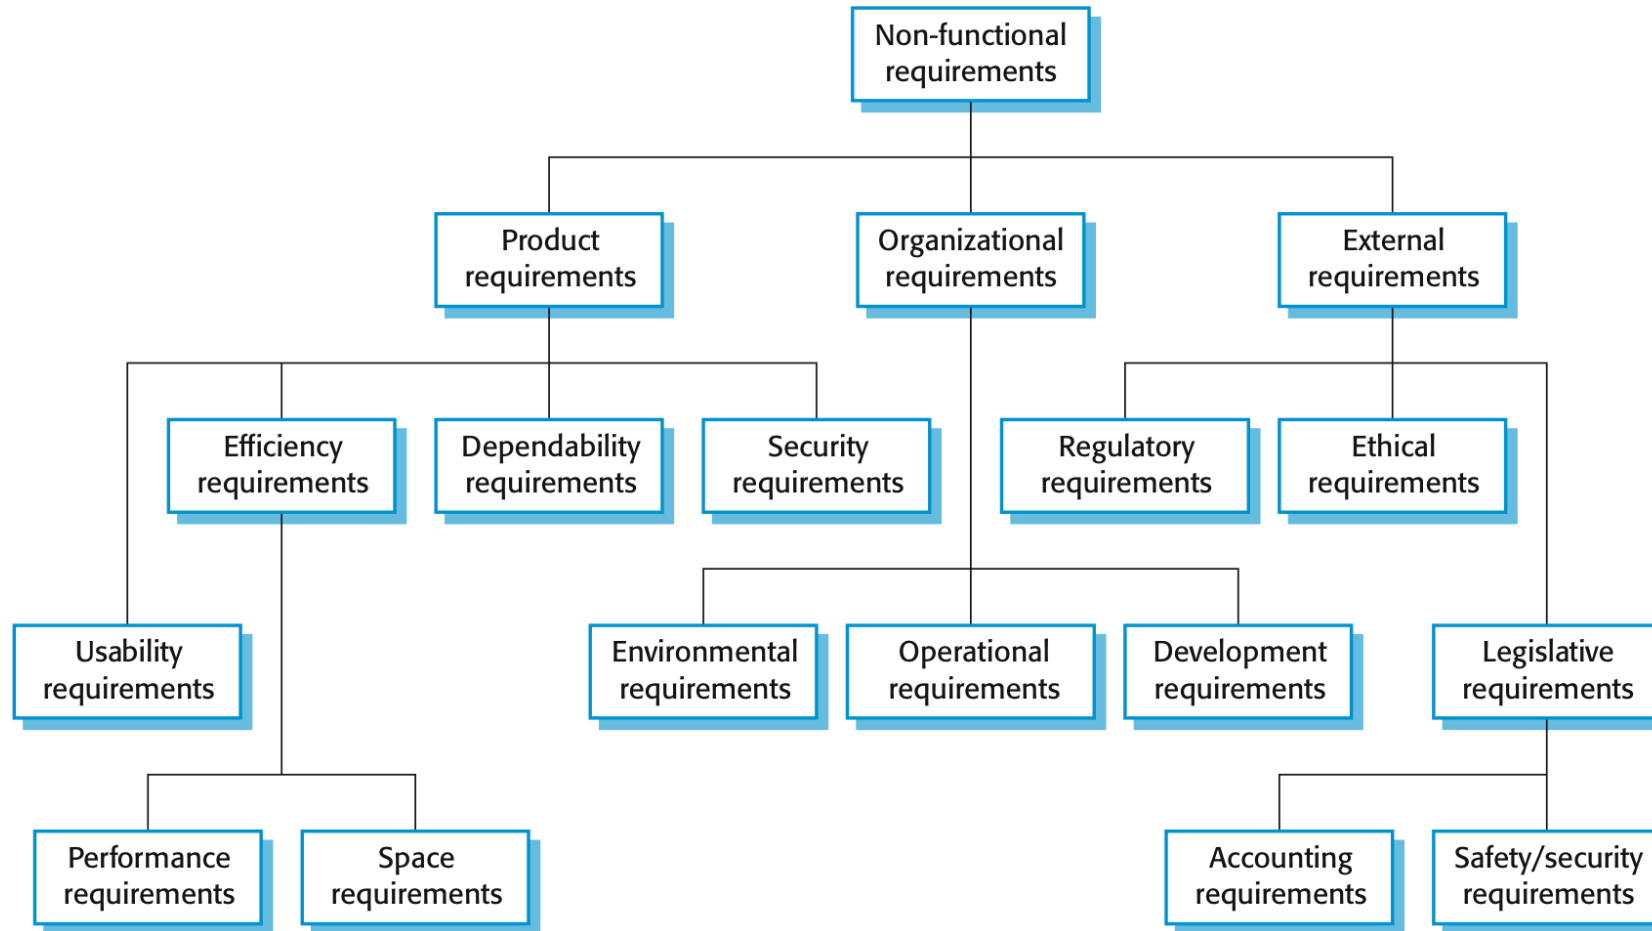 Non-functional
requirements
Product
requirements
Organizational
requirements
External
requirements
Efficiency
requirements
Dependability
requirements
Security
requirements
Regulatory
requirements
Ethical
requirements
Usability
requirements
Environmental
requirements
Operational
requirements
Development
requirements
Legislative
requirements
Performance
requirements
Space
requirements
Accounting
requirements
Safety/security
requirements